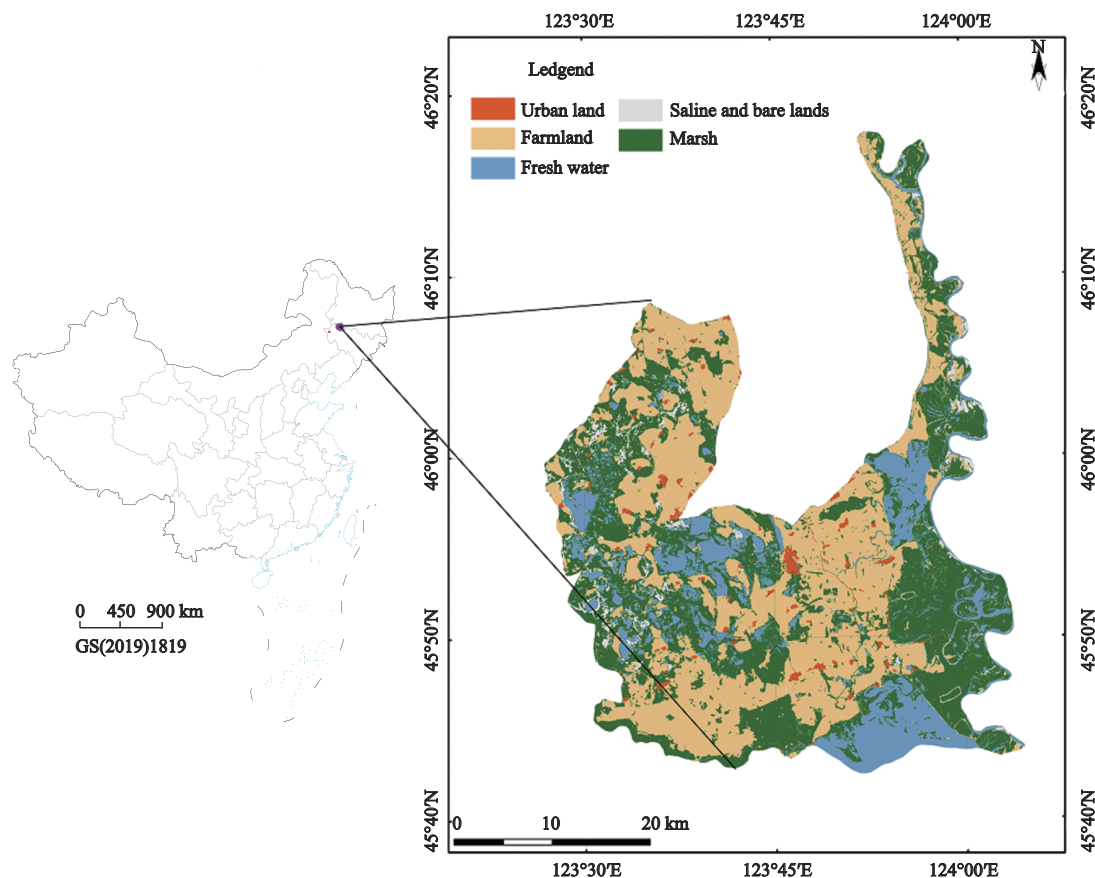 123°30′E 123°45′E 124°00′E
N
Ledgend
Urban land
Saline and bare lands
Farmland
Marsh
Fresh water
46°20′N
46°20′N
46°10′N
46°10′N
46°00′N
46°00′N
45°50′N
45°50′N
45°40′N
45°40′N
0 450 900 km
GS(2019)1819
0 10 20 km
123°30′E 123°45′E 124°00′E